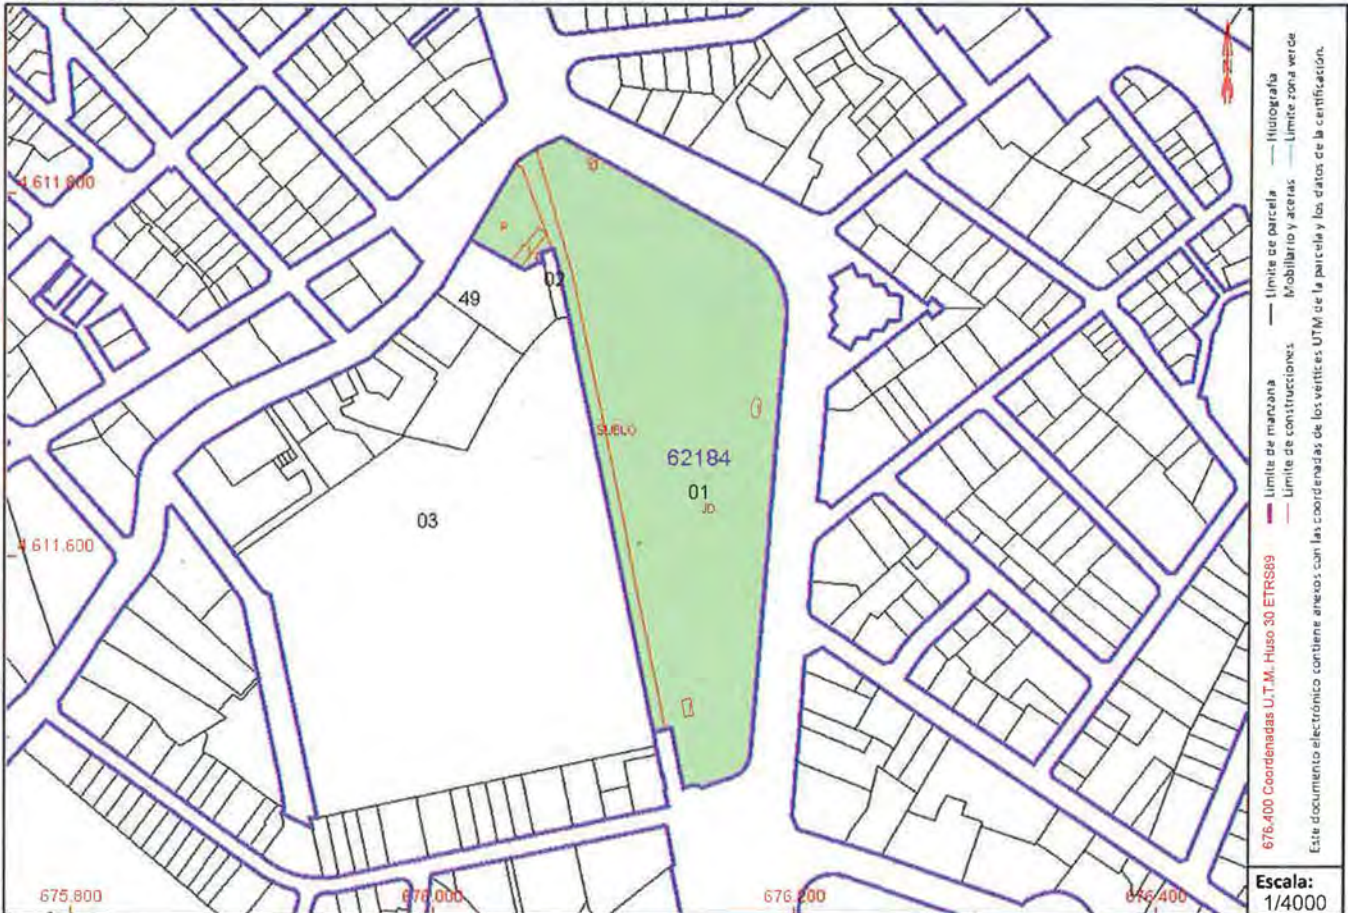 4.611.800
P
02
49
SUELO
62184
01
JD
03
4.611.600
675.800
676.000
676.200
676.400
676.400 Coordenadas U.T.M. Huso 30 ETRS89
Límite de manzana
Límite de parcela
Hidrografía
Límite de construcciones
Mobiliario y aceras
Límite zona verde
Este documento electrónico contiene anexos con las coordenadas de los vértices UTM de la parcela y los datos de la certificación.
Escala:
1/4000